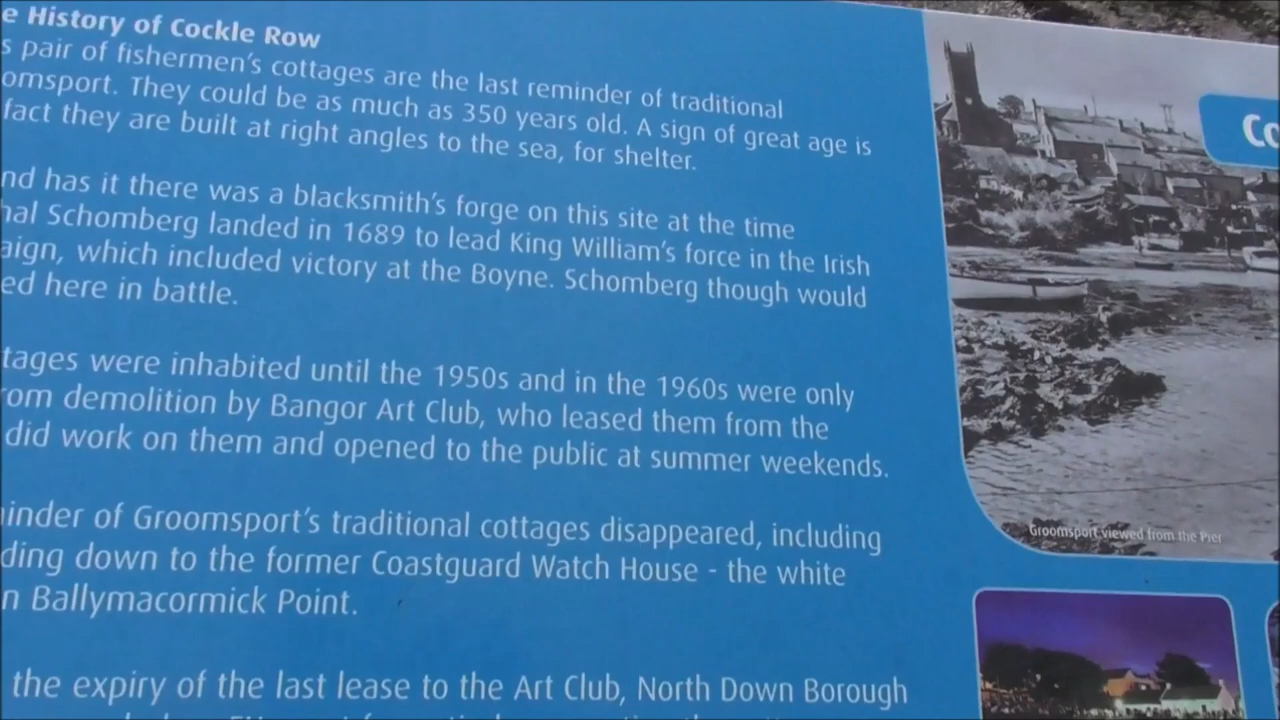 e History of Cockle Row
s pair of fishermen's cottages are the last reminder of traditional
omsport. They could be as much as 350 years old. A sign of great age is
fact they are built at right angles to the sea, for shelter.
nd has it there was a blacksmith's forge on this site at the time
hal Schomberg landed in 1689 to lead King William's force in the Irish
aign, which included victory at the Boyne. Schomberg though would
ed here in battle.
tages were inhabited until the 1950s and in the 1960s were only
rom demolition by Bangor Art Club, who leased them from the
did work on them and opened to the public at summer weekends.
inder of Groomsport's traditional cottages disappeared, including
ding down to the former Coastguard Watch House - the white
n Ballymacormick Point.
the expiry of the last lease to the Art Club, North Down Borough
Co
Groomsport viewed from the Pier